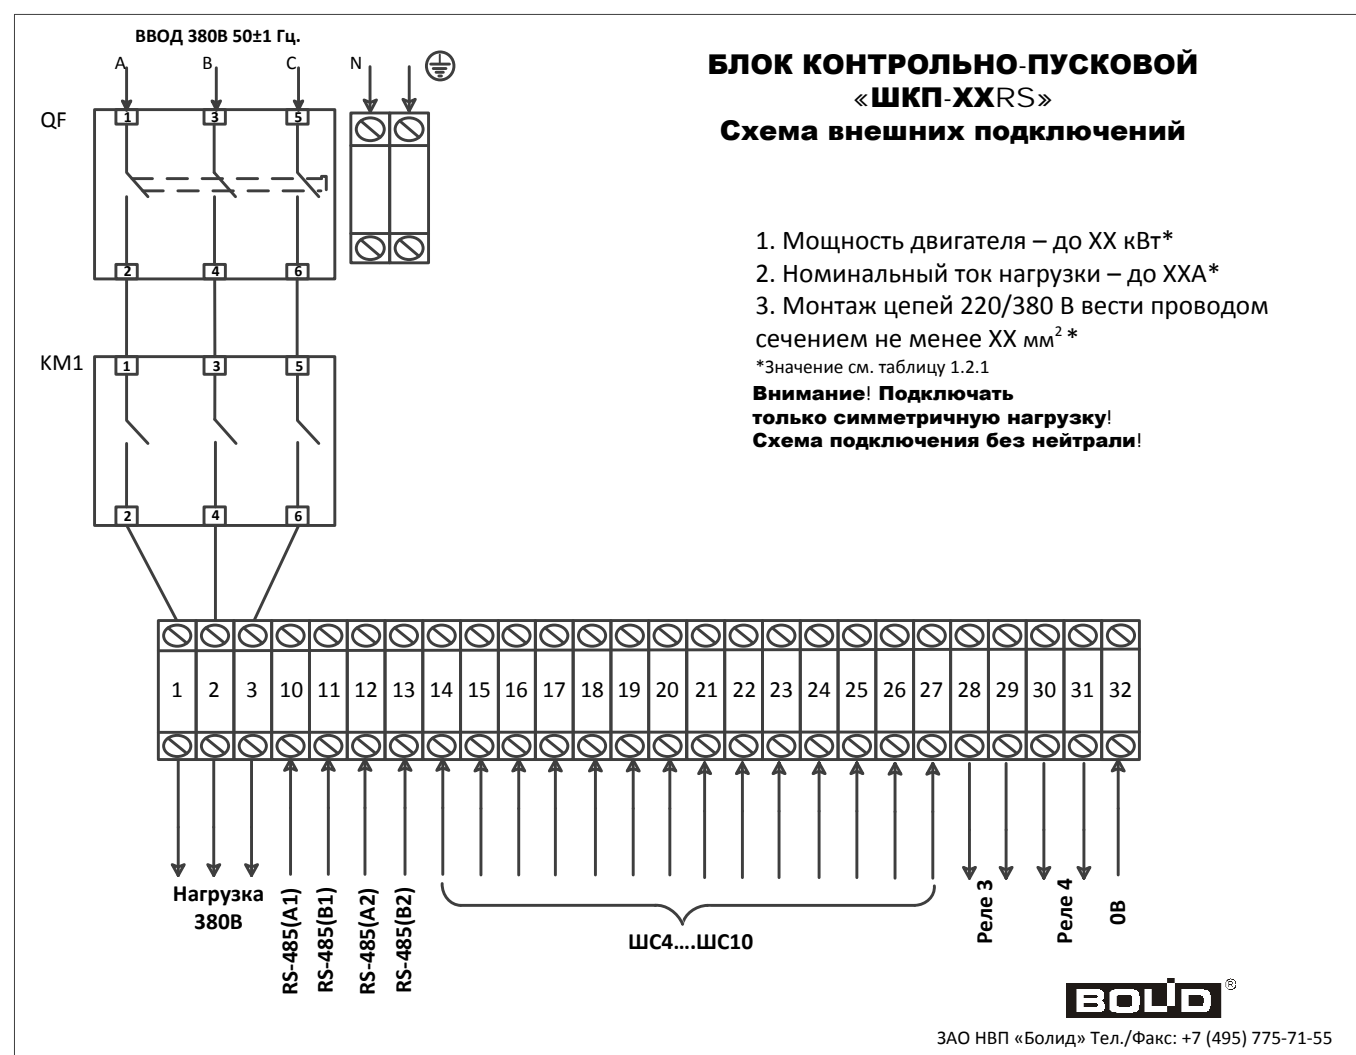 ВВОД 380В 50±1 Гц.
A B C N
QF
1 3 5
2 4 6
KM1
1 3 5
2 4 6
БЛОК КОНТРОЛЬНО-ПУСКОВОЙ
«ШКП-ХХRS»
Схема внешних подключений
1. Мощность двигателя – до ХХ кВт*
2. Номинальный ток нагрузки – до ХХА*
3. Монтаж цепей 220/380 В вести проводом
сечением не менее ХХ мм² *
*Значение см. таблицу 1.2.1
Внимание! Подключать
только симметричную нагрузку!
Схема подключения без нейтрали!
1 2 3 10 11 12 13 14 15 16 17 18 19 20 21 22 23 24 25 26 27 28 29 30 31 32
Нагрузка
380В
RS-485(A1)
RS-485(B1)
RS-485(A2)
RS-485(B2)
ШС4....ШС10
Реле 3
Реле 4
0В
BOLID ®
ЗАО НВП «Болид» Тел./Факс: +7 (495) 775-71-55